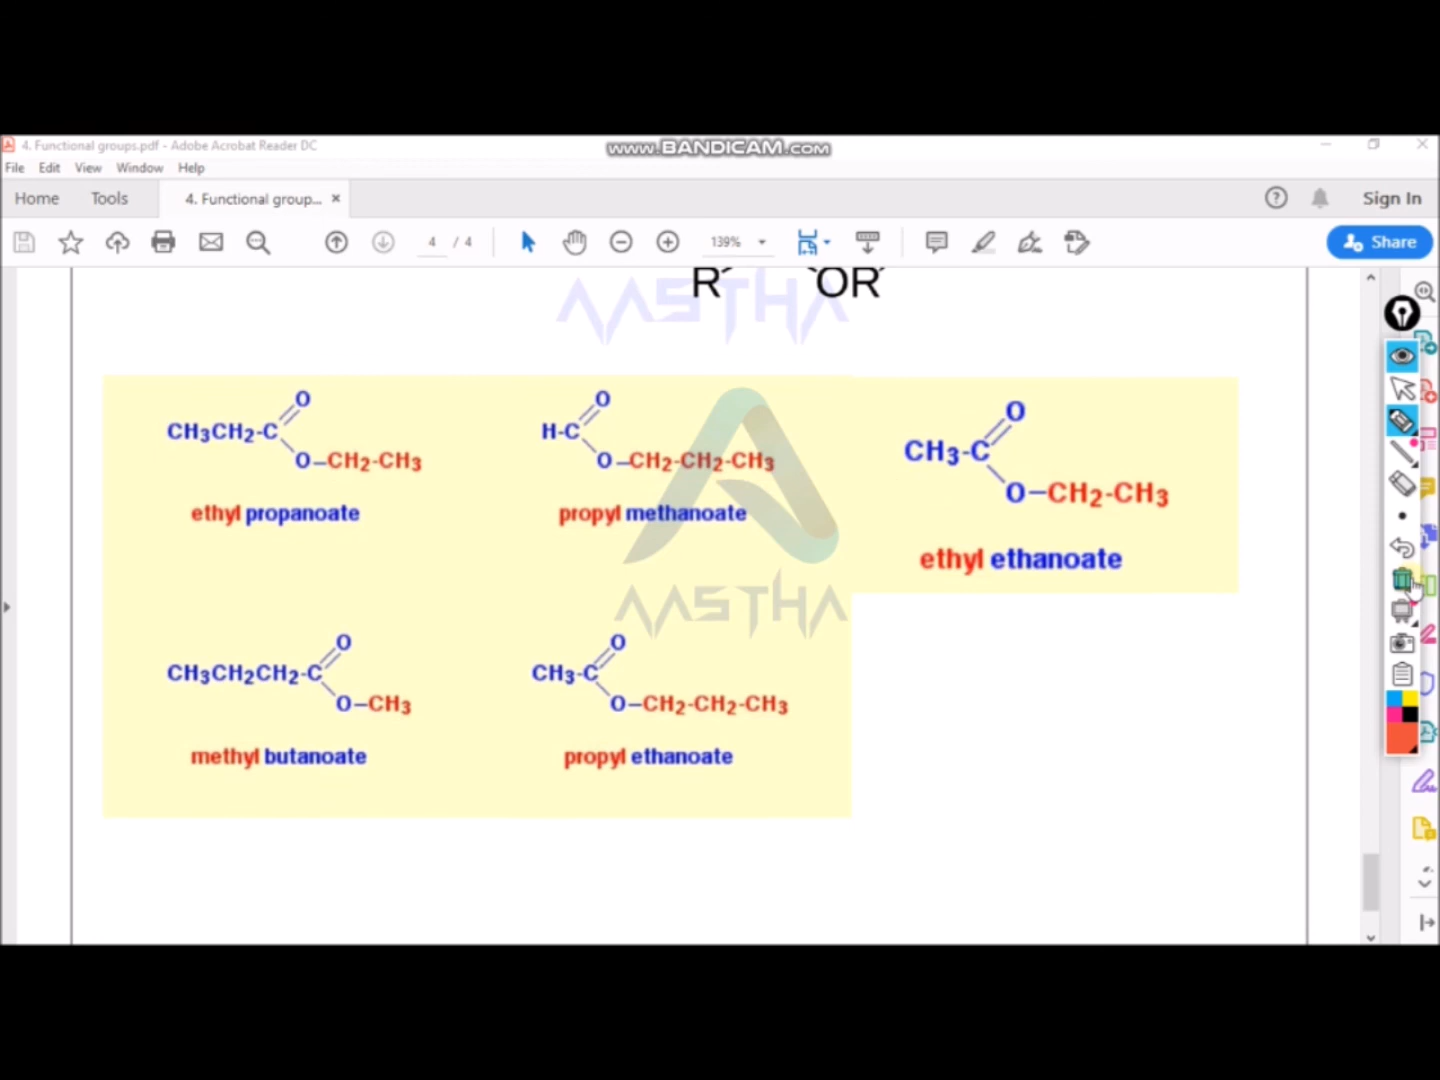 4. Functional groups.pdf - Adobe Acrobat Reader DC
www.BANDICAM.com
File Edit View Window Help
Home Tools 4. Functional group... × Sign In
4 / 4 139% Share
R OR'
AASTHA
O
CH3CH2-C
O–CH2-CH3
ethyl propanoate
O
H-C
O–CH2-CH2-CH3
propyl methanoate
O
CH3-C
O–CH2-CH3
ethyl ethanoate
AASTHA
O
CH3CH2CH2-C
O–CH3
methyl butanoate
O
CH3-C
O–CH2-CH2-CH3
propyl ethanoate